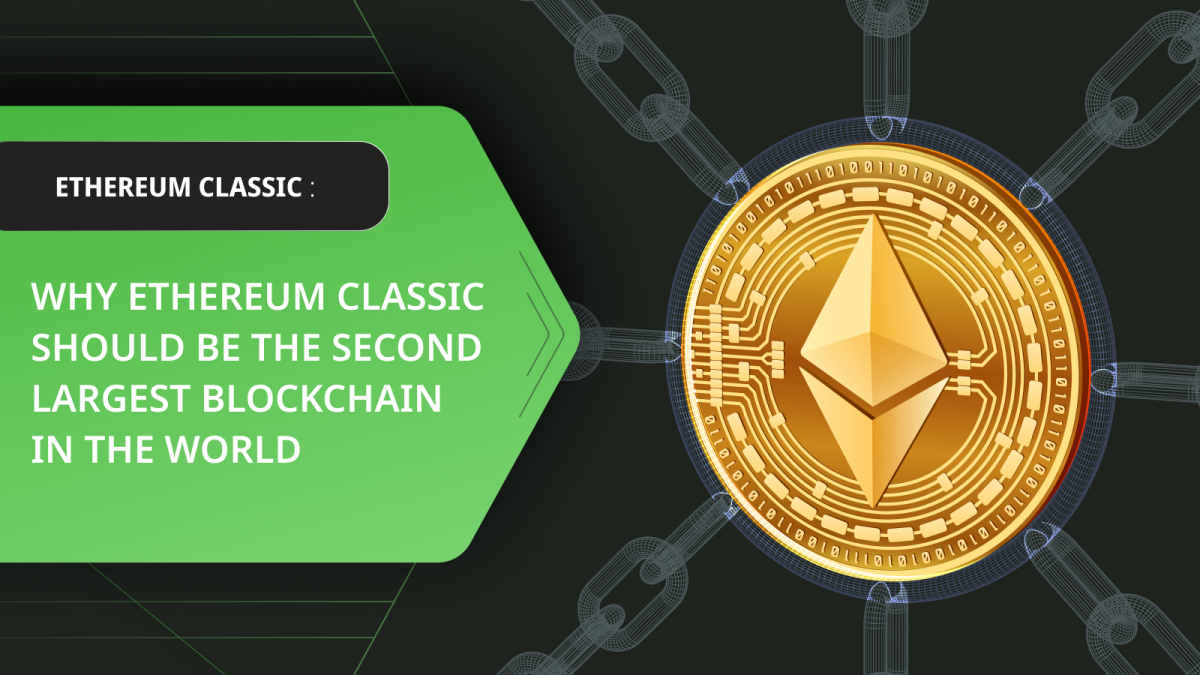 ETHEREUM CLASSIC :
WHY ETHEREUM CLASSIC
SHOULD BE THE SECOND
LARGEST BLOCKCHAIN
IN THE WORLD